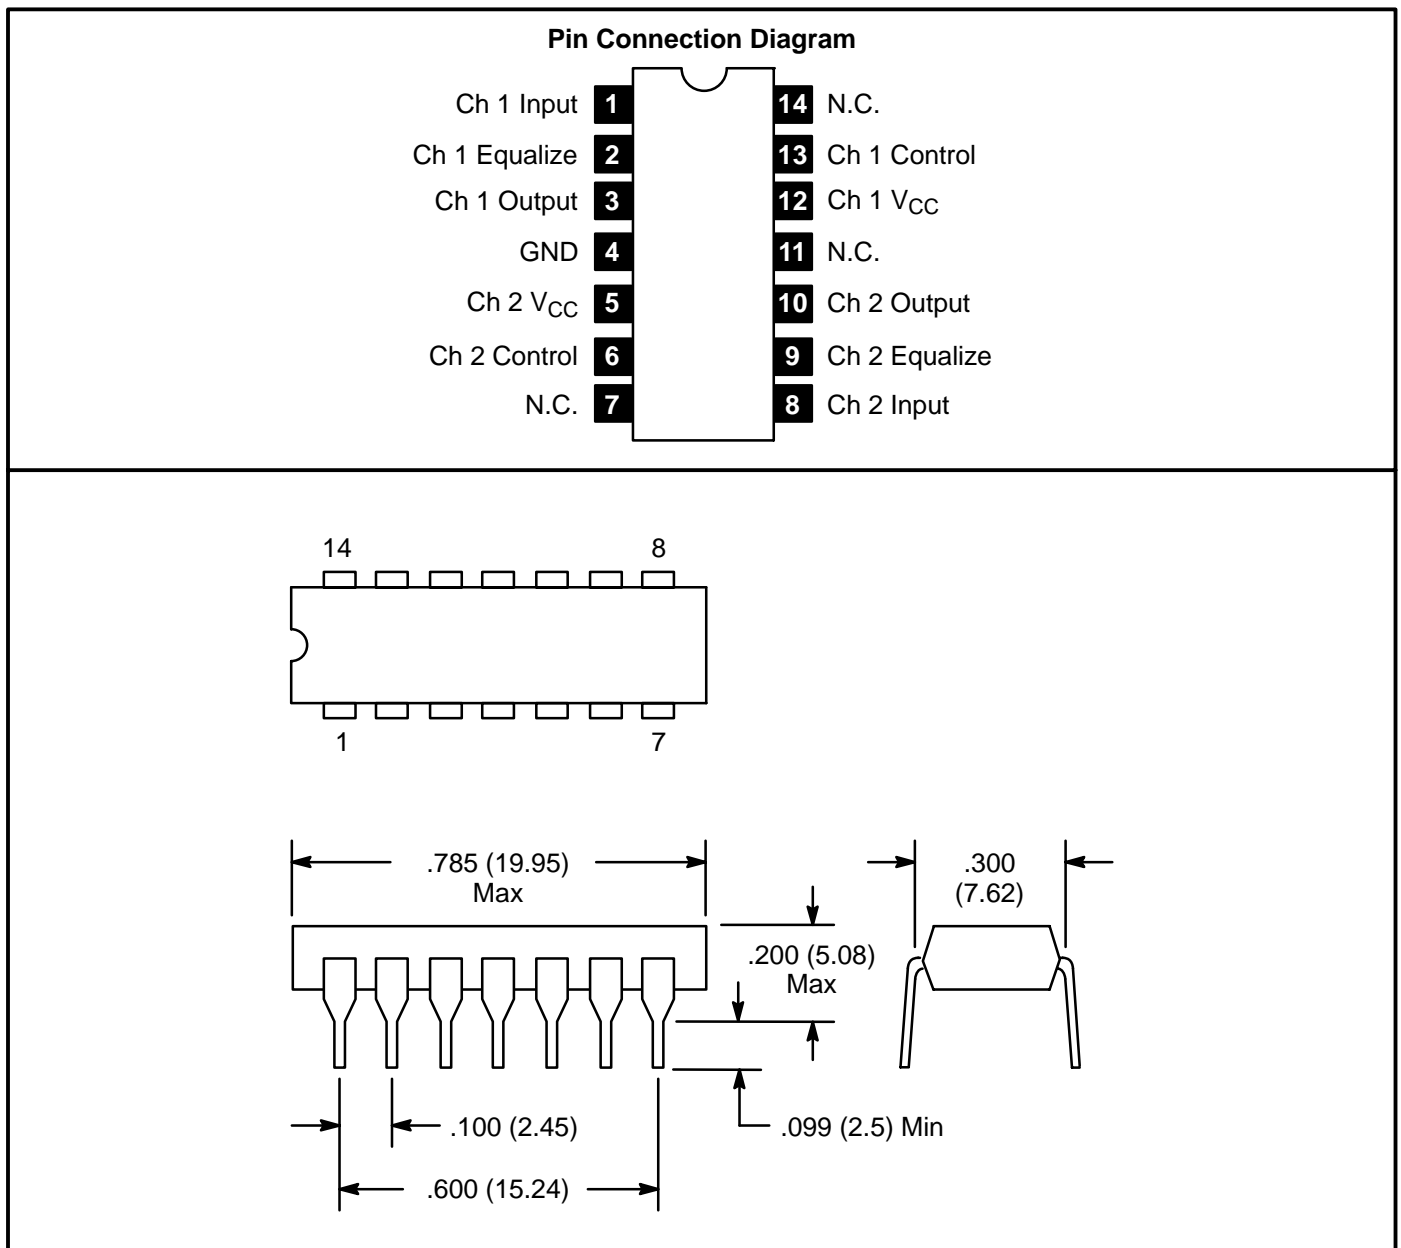 Pin Connection Diagram
Ch 1 Input 1 14 N.C.
Ch 1 Equalize 2 13 Ch 1 Control
Ch 1 Output 3 12 Ch 1 VCC
GND 4 11 N.C.
Ch 2 VCC 5 10 Ch 2 Output
Ch 2 Control 6 9 Ch 2 Equalize
N.C. 7 8 Ch 2 Input
14 8
1 7
.785 (19.95)
Max
.300
(7.62)
.200 (5.08)
Max
.100 (2.45)
.099 (2.5) Min
.600 (15.24)